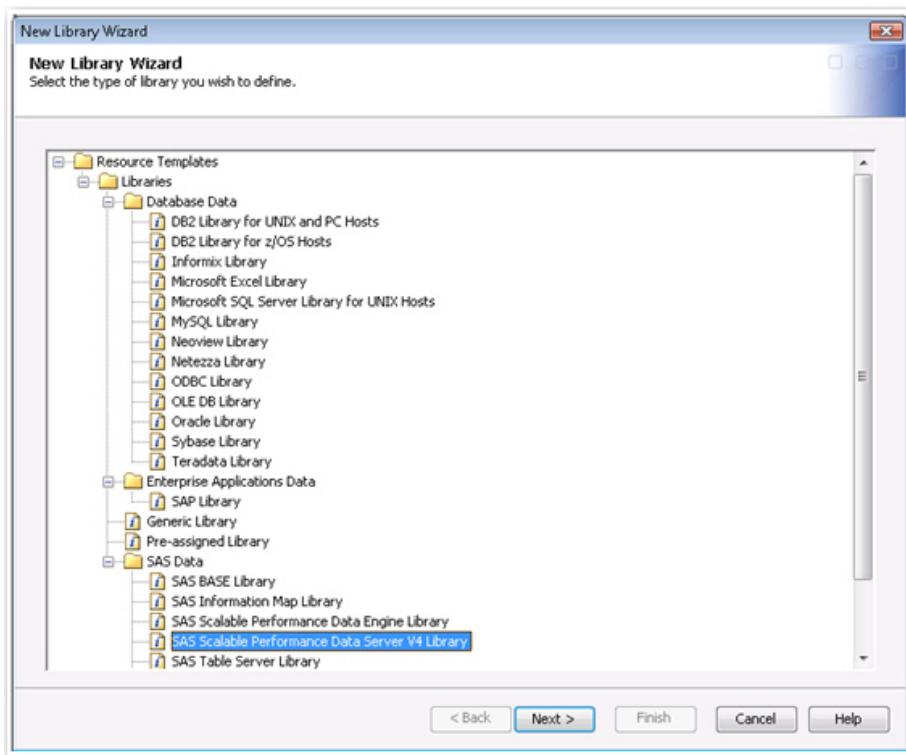 New Library Wizard
New Library Wizard
Select the type of library you wish to define.
Resource Templates
Libraries
Database Data
DB2 Library for UNIX and PC Hosts
DB2 Library for z/OS Hosts
Informix Library
Microsoft Excel Library
Microsoft SQL Server Library for UNIX Hosts
MySQL Library
Neoview Library
Netezza Library
ODBC Library
OLE DB Library
Oracle Library
Sybase Library
Teradata Library
Enterprise Applications Data
SAP Library
Generic Library
Pre-assigned Library
SAS Data
SAS BASE Library
SAS Information Map Library
SAS Scalable Performance Data Engine Library
SAS Scalable Performance Data Server V4 Library
SAS Table Server Library
< Back Next > Finish Cancel Help